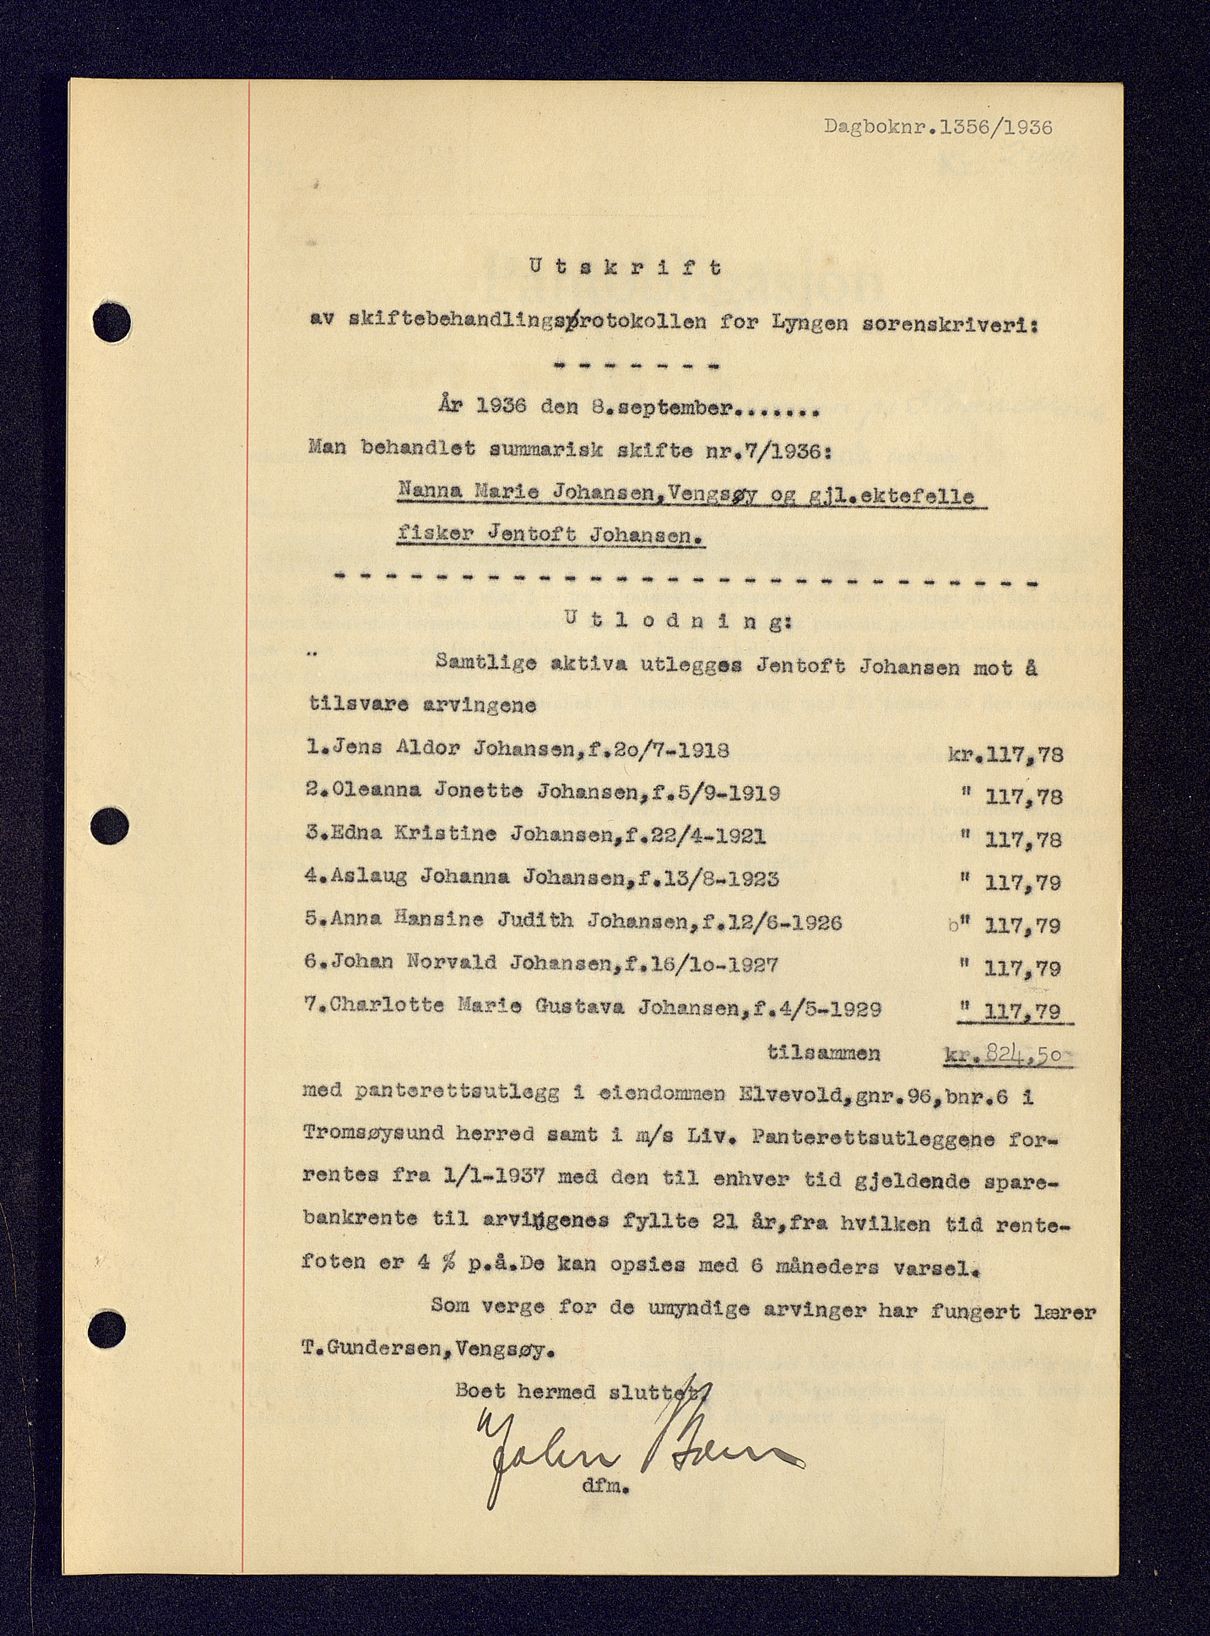 Dagboknr.1356/1936
U t s k r i f t
av skiftebehandlingsprotokollen for Lyngen sorenskriveri:
- - - - - - -
År 1936 den 8.september.......
Man behandlet summarisk skifte nr.7/1936:
Nanna Marie Johansen,Vengsøy og gjl.ektefelle
fisker Jentoft Johansen.
- - - - - - - - - - - - - - - - - - - - - - - - - - - -
U t l o d n i n g:
" Samtlige aktiva utlegges Jentoft Johansen mot å
tilsvare arvingene
1.Jens Aldor Johansen,f.2o/7-1918 kr.117,78
2.Oleanna Jonette Johansen,f.5/9-1919 " 117,78
3.Edna Kristine Johansen,f.22/4-1921 " 117,78
4.Aslaug Johanna Johansen,f.13/8-1923 " 117,79
5.Anna Hansine Judith Johansen,f.12/6-1926 " 117,79
6.Johan Norvald Johansen,f.16/1o-1927 " 117,79
7.Charlotte Marie Gustava Johansen,f.4/5-1929 " 117,79
tilsammen kr.824,50
med panterettsutlegg i eiendommen Elvevold,gnr.96,bnr.6 i
Tromsøysund herred samt i m/s Liv. Panterettsutleggene for-
rentes fra 1/1-1937 med den til enhver tid gjeldende spare-
bankrente til arvingenes fyllte 21 år,fra hvilken tid rente-
foten er 4 % p.å.De kan opsies med 6 måneders varsel.
Som verge for de umyndige arvinger har fungert lærer
T.Gundersen,Vengsøy.
Boet hermed sluttet.
John
dfm.